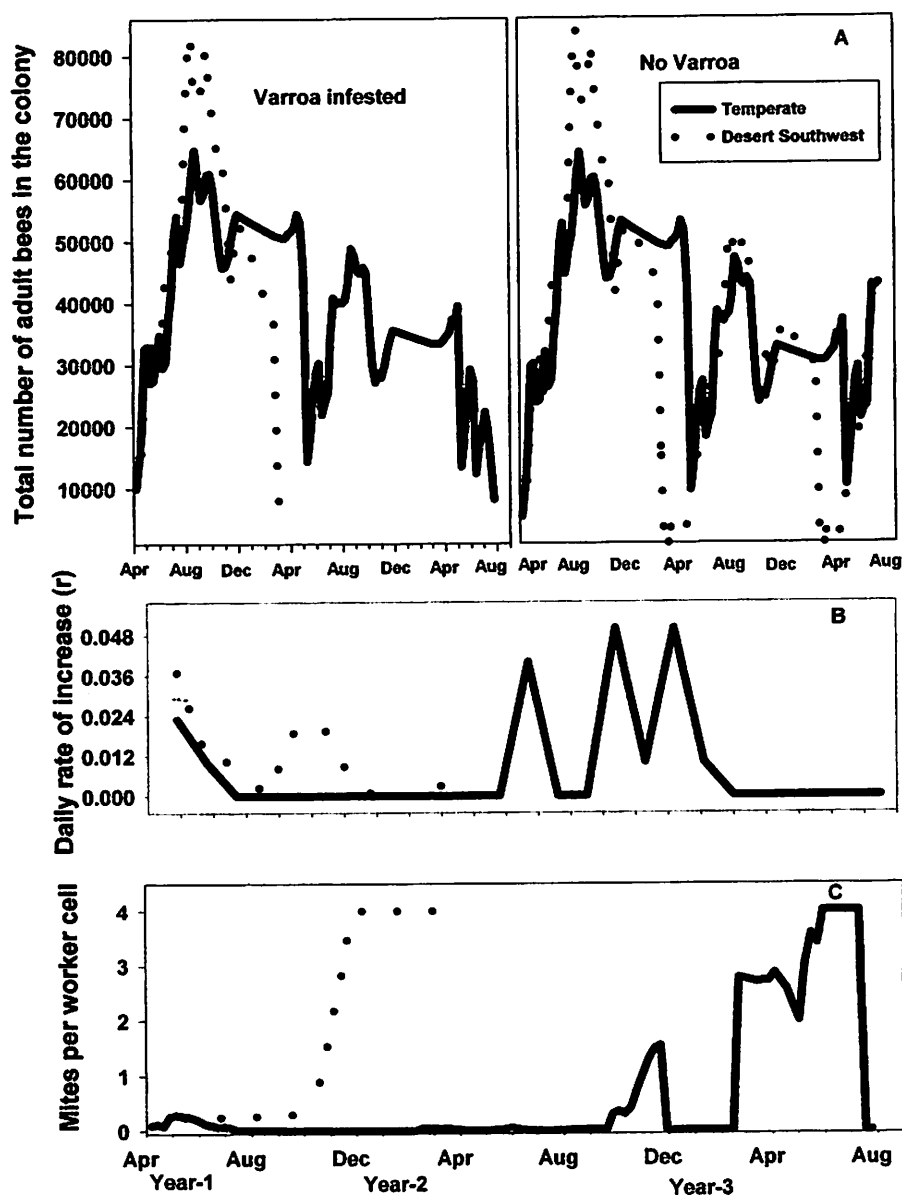 Total number of adult bees in the colony
80000
70000
60000
50000
40000
30000
20000
10000
Varroa infested
A
No Varroa
Temperate
Desert Southwest
Apr Aug Dec Apr Aug Dec Apr Aug
Apr Aug Dec Apr Aug Dec Apr Aug
Daily rate of increase (r)
B
0.048
0.036
0.024
0.012
0.000
Mites per worker cell
C
4
3
2
1
0
Apr Aug Dec Apr Aug Dec Apr Aug
Year-1 Year-2 Year-3